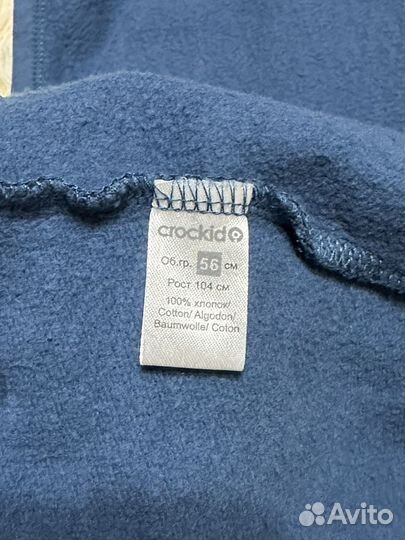 crockid
Об.гр. 56 см
Рост 104 см
100% хлопок/
Cotton/ Algodon/
Baumwolle/ Coton
Avito